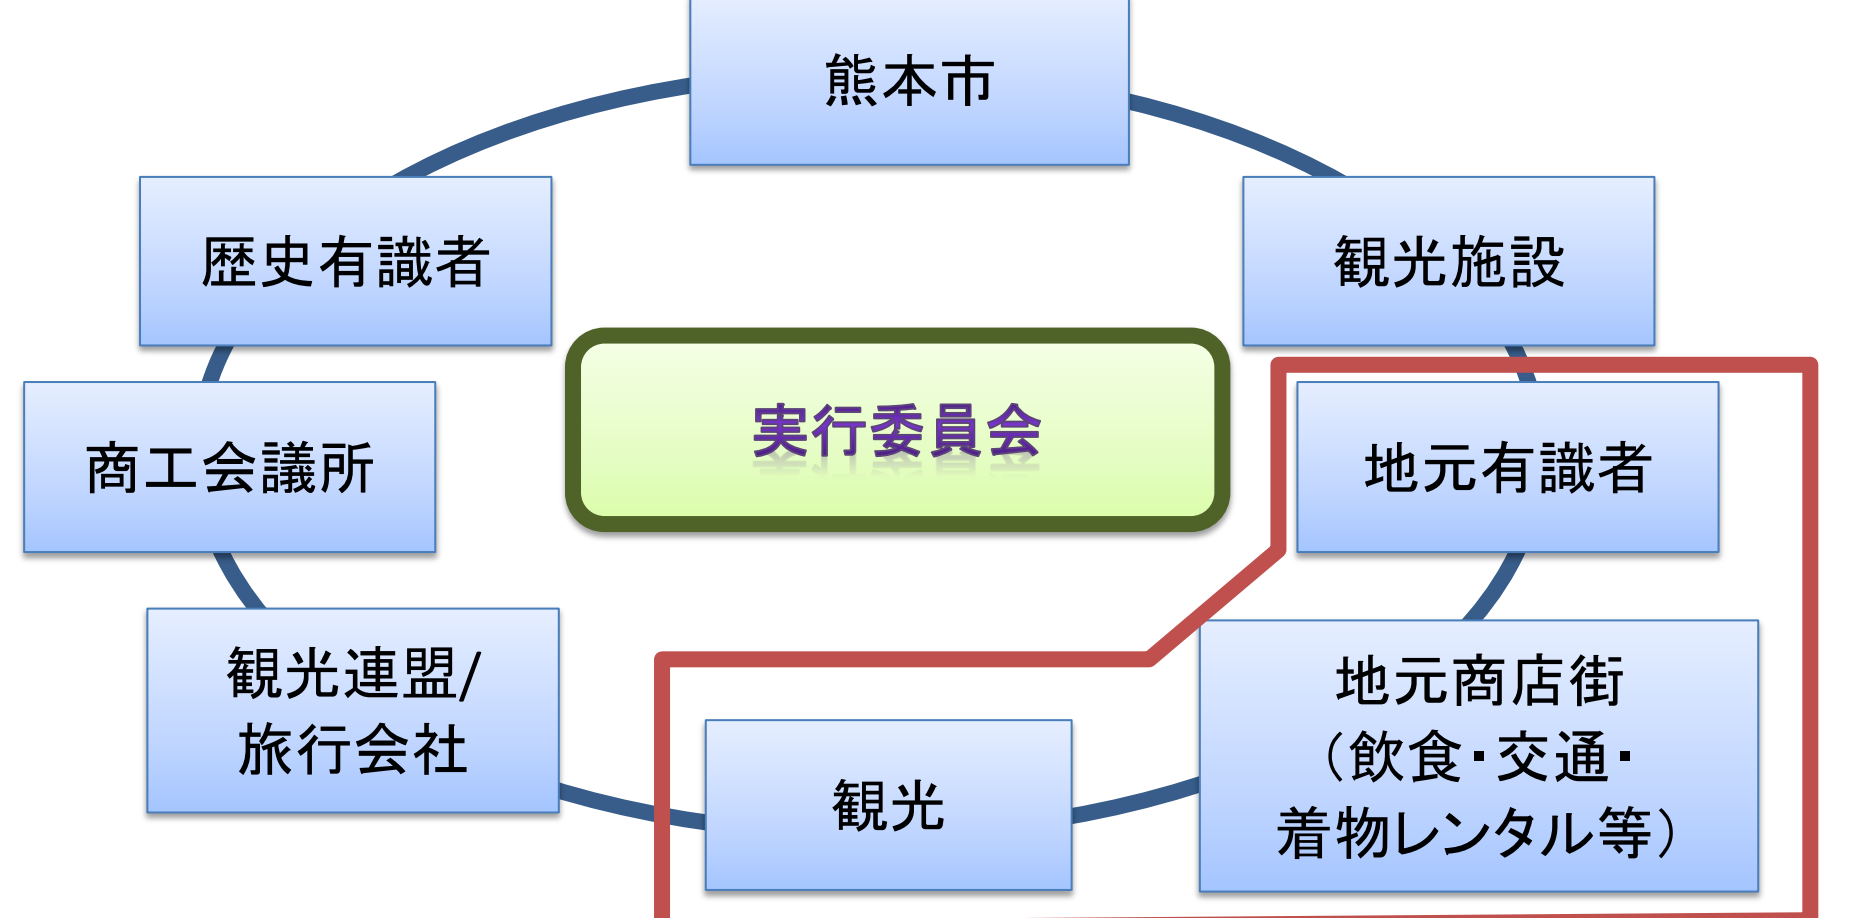 熊本市
歴史有識者
観光施設
実行委員会
商工会議所
地元有識者
観光連盟/
旅行会社
観光
地元商店街
（飲食・交通・
着物レンタル等）